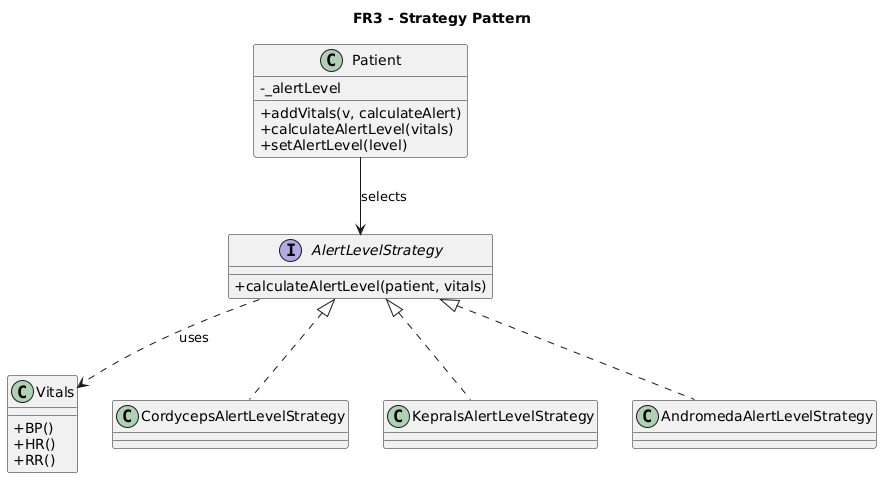 FR3 - Strategy Pattern
C Patient
-_alertLevel
+addVitals(v, calculateAlert)
+calculateAlertLevel(vitals)
+setAlertLevel(level)
selects
I AlertLevelStrategy
+calculateAlertLevel(patient, vitals)
uses
C Vitals
+BP()
+HR()
+RR()
C CordycepsAlertLevelStrategy
C KepralsAlertLevelStrategy
C AndromedaAlertLevelStrategy